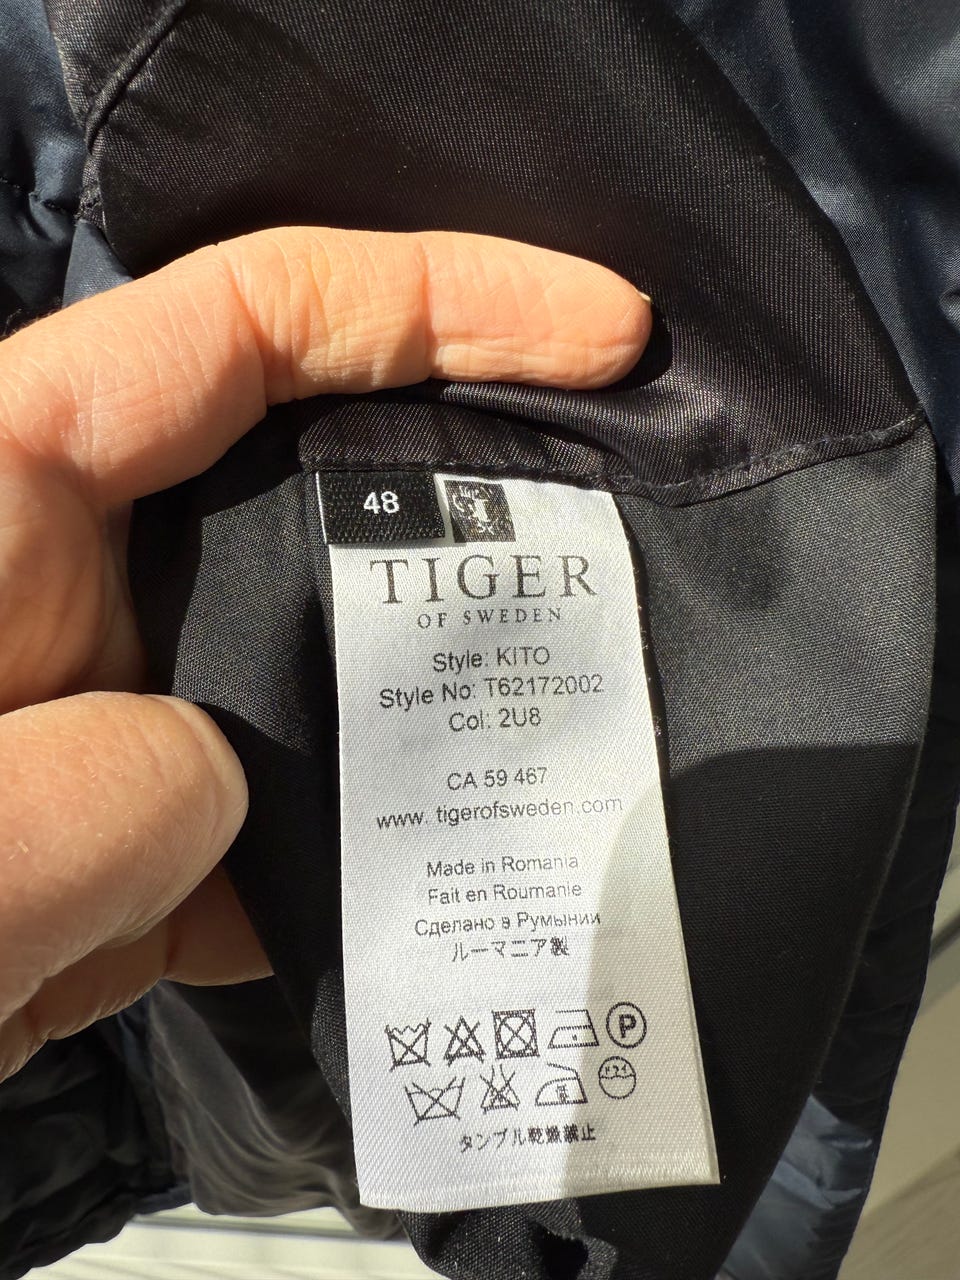 48
TIGER
OF SWEDEN
Style: KITO
Style No: T62172002
Col: 2U8
CA 59 467
www. tigerofsweden.com
Made in Romania
Fait en Roumanie
Сделано в Румынии
ルーマニア製
P
タンブル乾燥禁止